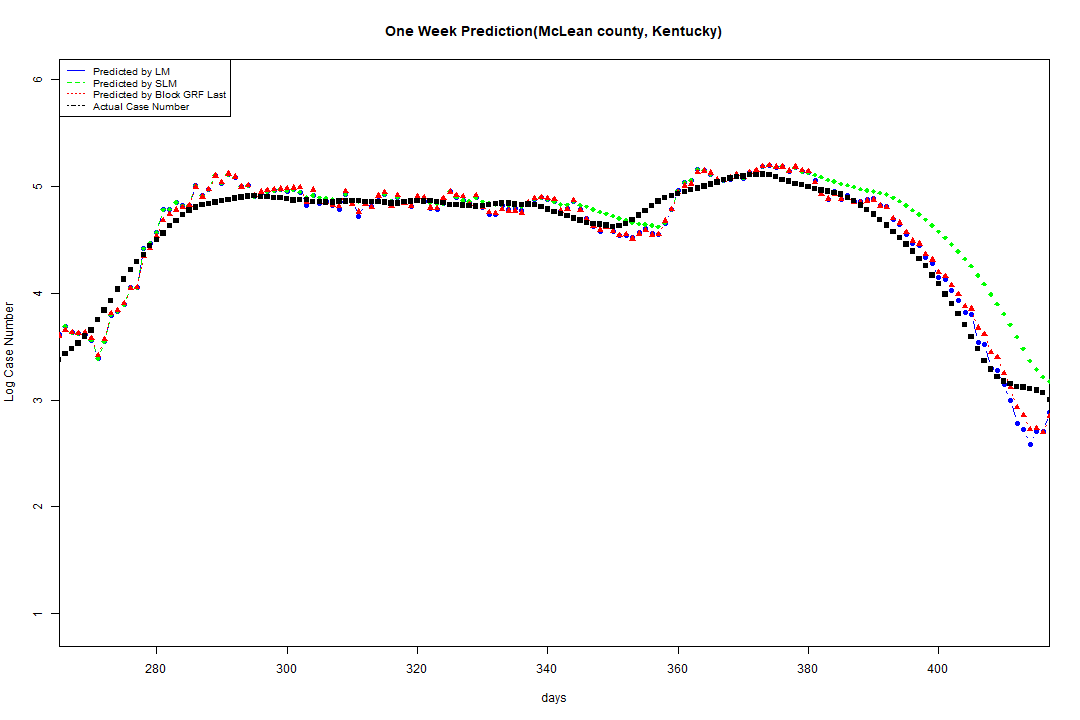 One Week Prediction(McLean county, Kentucky)
Predicted by LM
Predicted by SLM
Predicted by Block GRF Last
Actual Case Number
6
5
4
3
2
1
Log Case Number
280 300 320 340 360 380 400
days